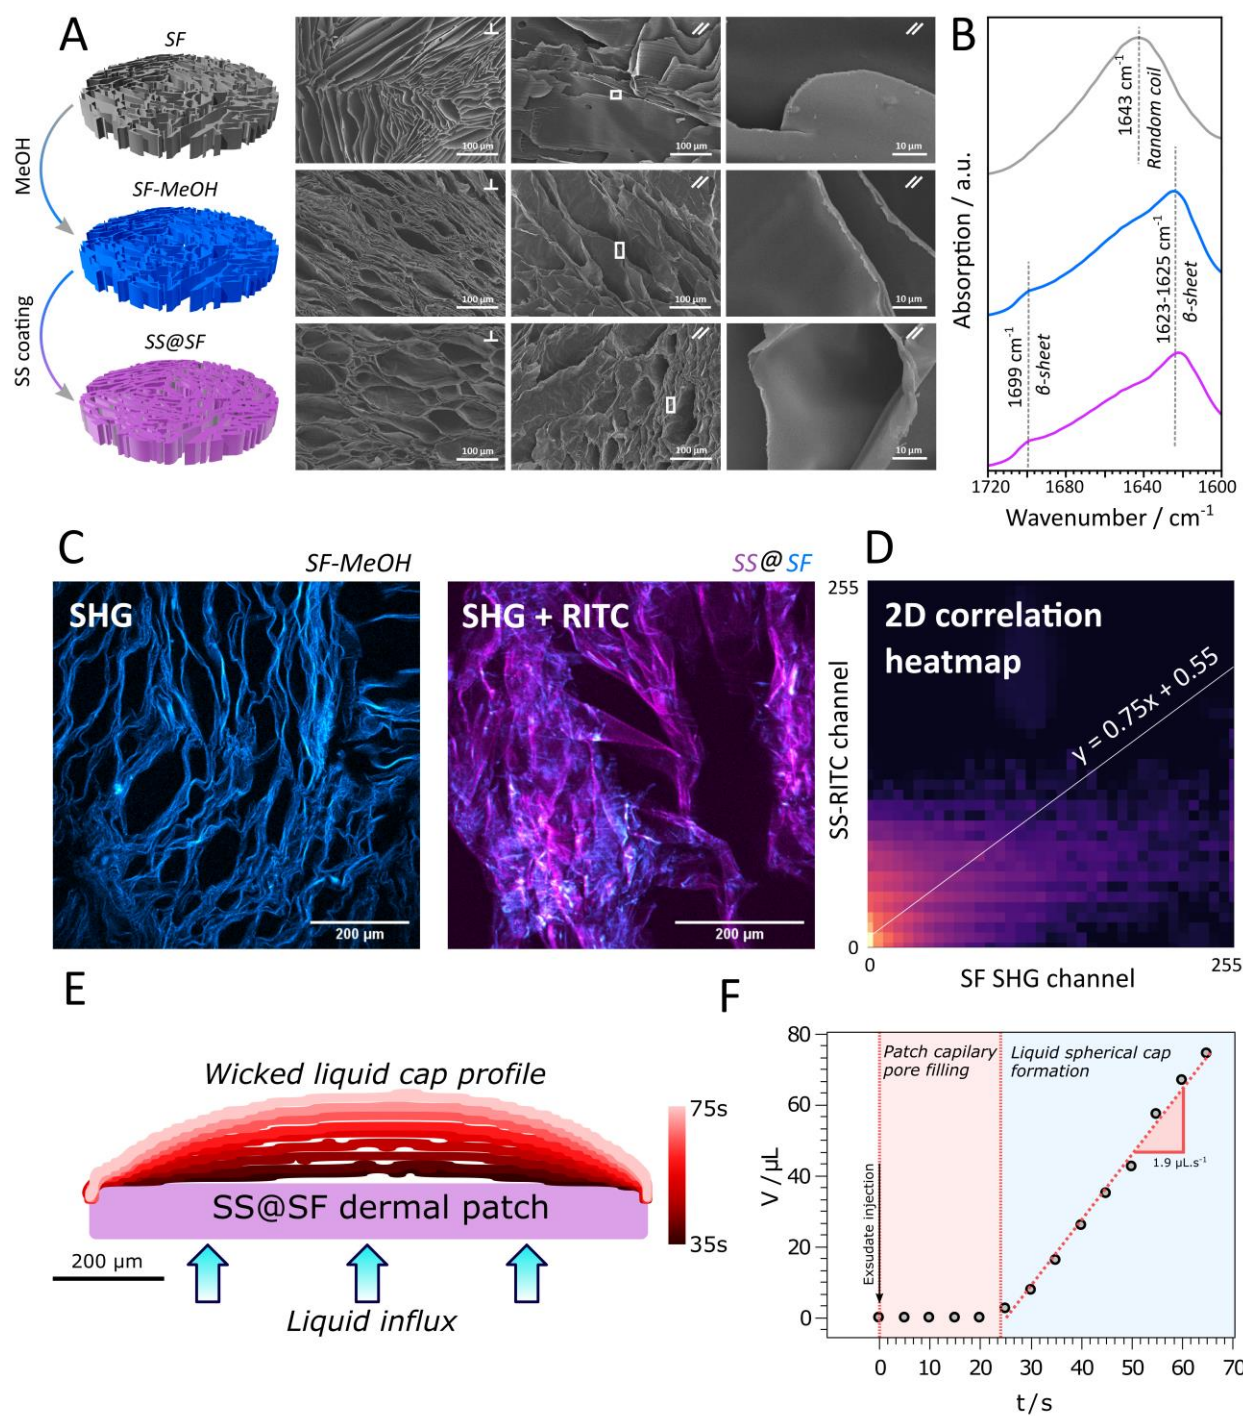 A
SF
MeOH
SF-MeOH
SS coating
SS@SF
⊥
//
//
100 µm
100 µm
10 µm
⊥
//
//
100 µm
100 µm
10 µm
⊥
//
//
100 µm
200 µm
10 µm
B
Absorption / a.u.
1643 cm⁻¹
Random coil
1623-1625 cm⁻¹
β-sheet
1699 cm⁻¹
β-sheet
1720 1680 1640 1600
Wavenumber / cm⁻¹
C
SF-MeOH
SS@SF
SHG
SHG + RITC
200 µm
200 µm
D
255
2D correlation
heatmap
y = 0.75x + 0.55
SS-RITC channel
0
0
255
SF SHG channel
E
Wicked liquid cap profile
SS@SF dermal patch
75s
35s
200 µm
Liquid influx
F
80
60
40
20
0
V / µL
Patch capilary
pore filling
Liquid spherical cap
formation
Exsudate injection
1.9 µL.s⁻¹
0 10 20 30 40 50 60 70
t / s